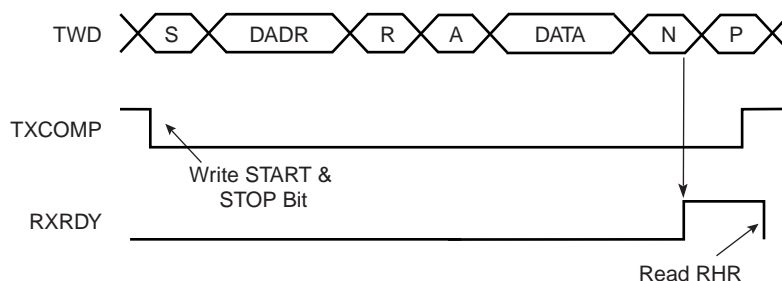 TWD S DADR R A DATA N P
TXCOMP
Write START &
STOP Bit
RXRDY
Read RHR